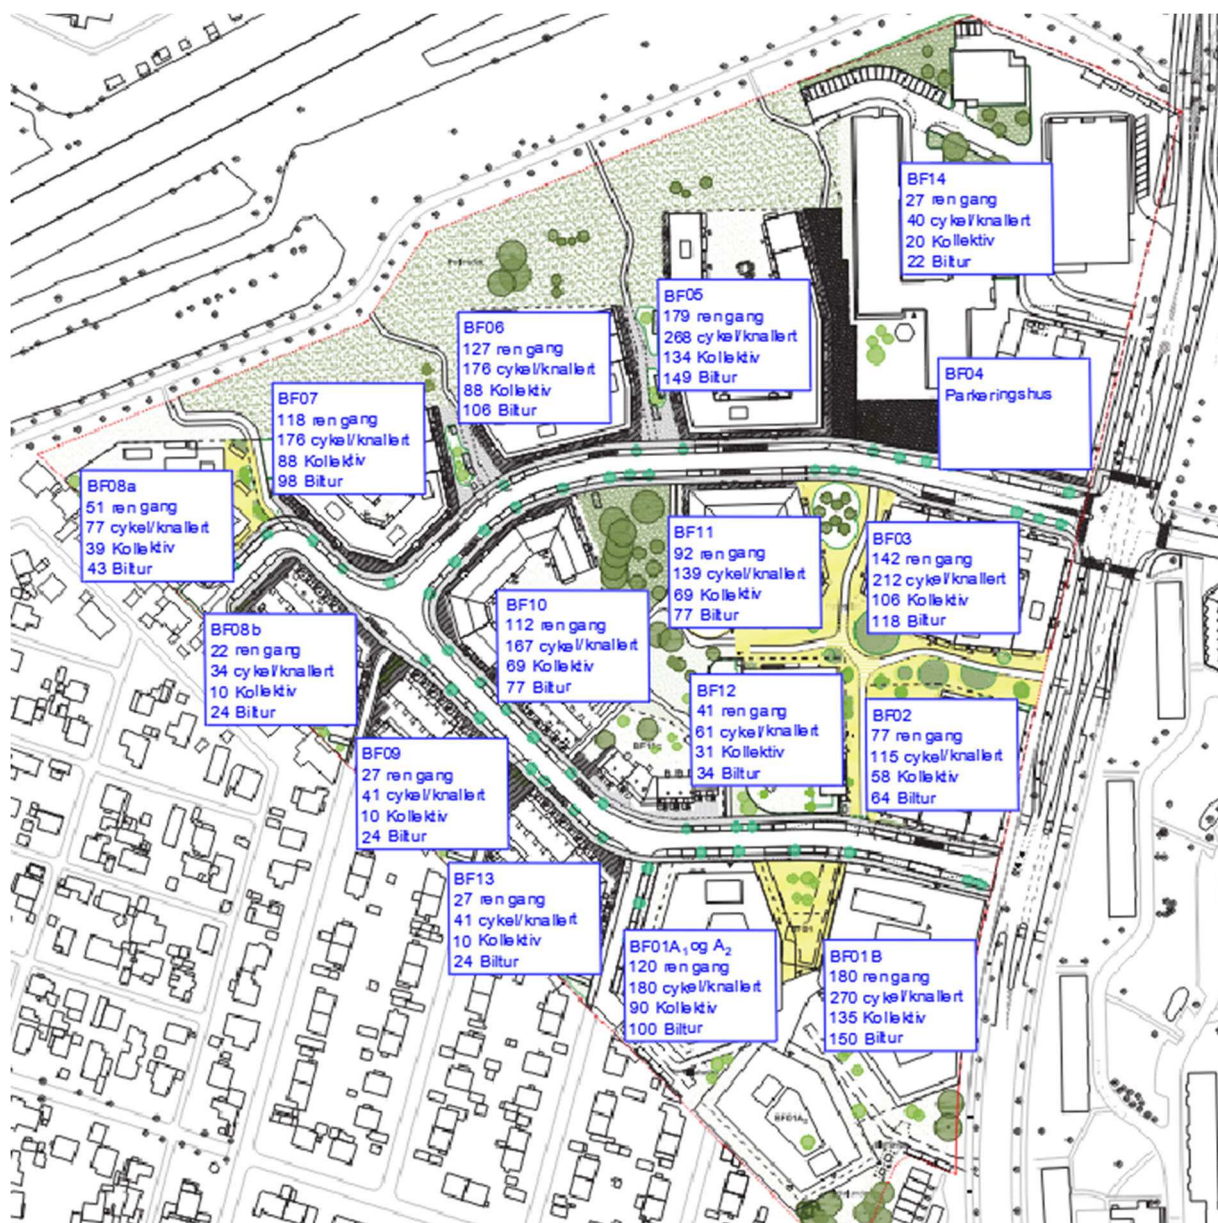 BF14
27 ren gang
40 cykel/knallert
20 Kollektiv
22 Biltur
BF05
179 ren gang
268 cykel/knallert
134 Kollektiv
149 Biltur
BF06
127 ren gang
176 cykel/knallert
88 Kollektiv
106 Biltur
BF04
Parkeringshus
BF07
118 ren gang
176 cykel/knallert
88 Kollektiv
98 Biltur
BF08a
51 ren gang
77 cykel/knallert
39 Kollektiv
43 Biltur
BF11
92 ren gang
139 cykel/knallert
69 Kollektiv
77 Biltur
BF03
142 ren gang
212 cykel/knallert
106 Kollektiv
118 Biltur
BF10
112 ren gang
167 cykel/knallert
69 Kollektiv
77 Biltur
BF08b
22 ren gang
34 cykel/knallert
10 Kollektiv
24 Biltur
BF12
41 ren gang
61 cykel/knallert
31 Kollektiv
34 Biltur
BF02
77 ren gang
115 cykel/knallert
58 Kollektiv
64 Biltur
BF09
27 ren gang
41 cykel/knallert
10 Kollektiv
24 Biltur
BF13
27 ren gang
41 cykel/knallert
10 Kollektiv
24 Biltur
BF01A₁ og A₂
120 ren gang
180 cykel/knallert
90 Kollektiv
100 Biltur
BF01B
180 ren gang
270 cykel/knallert
135 Kollektiv
150 Biltur
BF01A₂